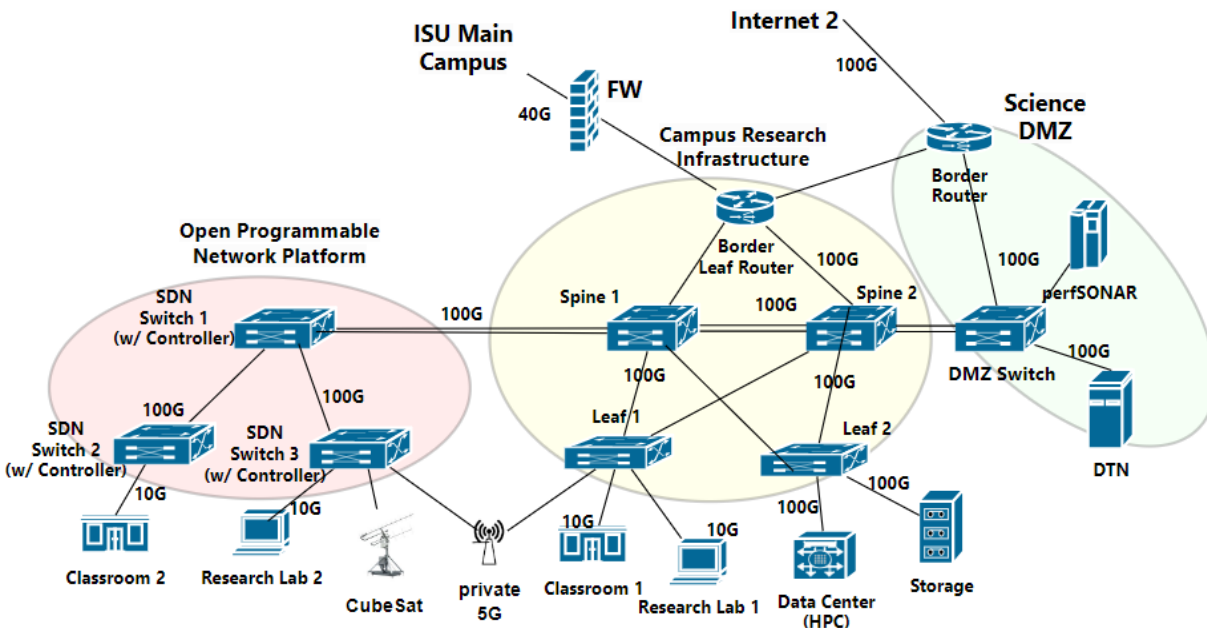 ISU Main
Campus
FW
40G
Internet 2
100G
Science
DMZ
Campus Research
Infrastructure
Border
Router
Border
Leaf Router
100G
100G
perfSONAR
Open Programmable
Network Platform
SDN
Switch 1
(w/ Controller)
100G
Spine 1
100G
Spine 2
DMZ Switch
100G
DTN
100G
100G
100G
100G
SDN
Switch 2
(w/ Controller)
SDN
Switch 3
(w/ Controller)
Leaf 1
Leaf 2
10G
10G
10G
10G
100G
100G
Classroom 2
Research Lab 2
CubeSat
private
5G
Classroom 1
Research Lab 1
Data Center
(HPC)
Storage